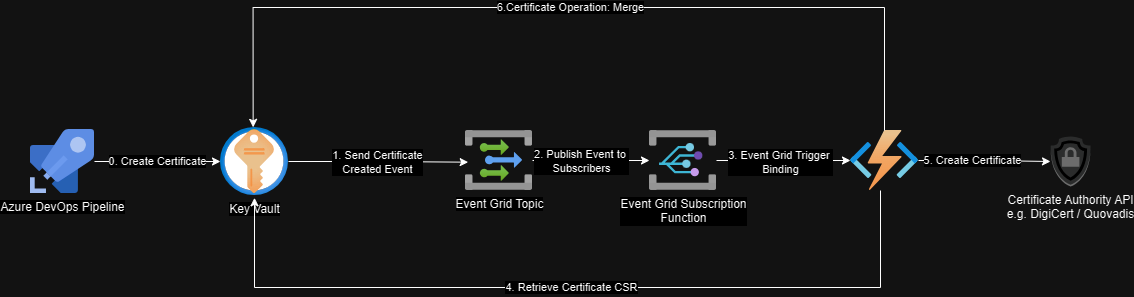 6.Certificate Operation: Merge
0. Create Certificate
1. Send Certificate
Created Event
2. Publish Event to
Subscribers
3. Event Grid Trigger
Binding
5. Create Certificate
Azure DevOps Pipeline
Key Vault
Event Grid Topic
Event Grid Subscription
Function
Certificate Authority API
e.g. DigiCert / Quovadis
4. Retrieve Certificate CSR